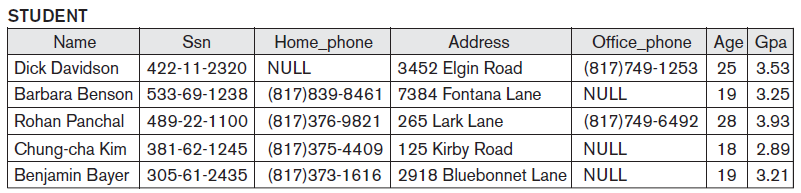 STUDENT
Name Ssn Home_phone Address Office_phone Age Gpa
Dick Davidson 422-11-2320 NULL 3452 Elgin Road (817)749-1253 25 3.53
Barbara Benson 533-69-1238 (817)839-8461 7384 Fontana Lane NULL 19 3.25
Rohan Panchal 489-22-1100 (817)376-9821 265 Lark Lane (817)749-6492 28 3.93
Chung-cha Kim 381-62-1245 (817)375-4409 125 Kirby Road NULL 18 2.89
Benjamin Bayer 305-61-2435 (817)373-1616 2918 Bluebonnet Lane NULL 19 3.21